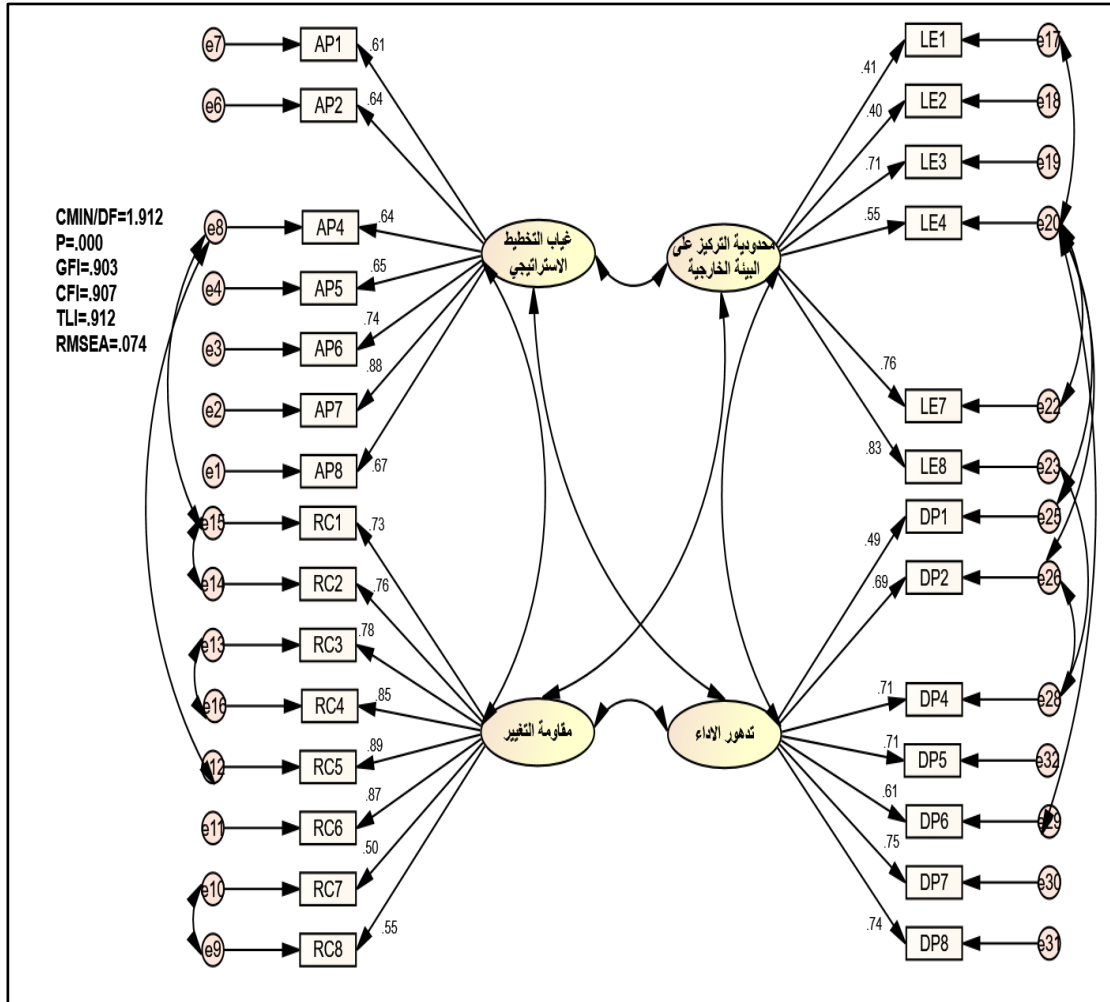 CMIN/DF=1.912
P=.000
GFI=.903
CFI=.907
TLI=.912
RMSEA=.074
e7
AP1
.61
e6
AP2
.64
e8
AP4
.64
e4
AP5
.65
e3
AP6
.74
e2
AP7
.88
e1
AP8
.67
e15
RC1
.73
e14
RC2
.76
e13
RC3
.78
e16
RC4
.85
e12
RC5
.89
e11
RC6
.87
e10
RC7
.50
e9
RC8
.55
غياب التخطيط
الاستراتيجي
محدودية التركيز على
البيئة الخارجية
مقاومة التغيير
تدهور الاداء
.41
LE1
e17
.40
LE2
e18
.71
LE3
e19
.55
LE4
e20
.76
LE7
e22
.83
LE8
e23
.49
DP1
e25
.69
DP2
e26
.71
DP4
e28
.71
DP5
e32
.61
DP6
e29
.75
DP7
e30
.74
DP8
e31